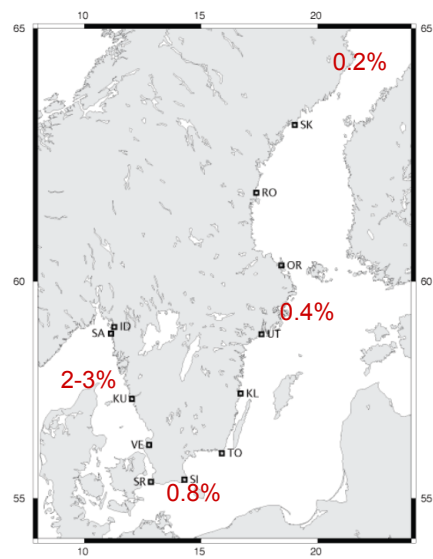 10 15 20
65 65
0.2%
SK
RO
OR
60 60
0.4%
ID
SA UT
2-3%
KL
KU
VE
TO
SR SI
0.8%
55 55
10 15 20